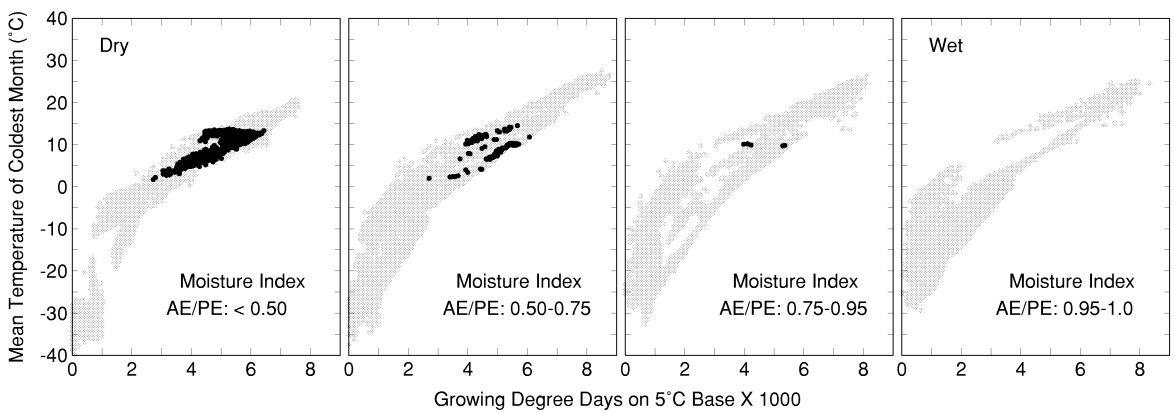 Mean Temperature of Coldest Month (˚C)
40
30
20
10
0
-10
-20
-30
-40
Dry
Moisture Index
AE/PE: < 0.50
0 2 4 6 8
Moisture Index
AE/PE: 0.50-0.75
0 2 4 6 8
Moisture Index
AE/PE: 0.75-0.95
0 2 4 6 8
Wet
Moisture Index
AE/PE: 0.95-1.0
0 2 4 6 8
Growing Degree Days on 5˚C Base X 1000